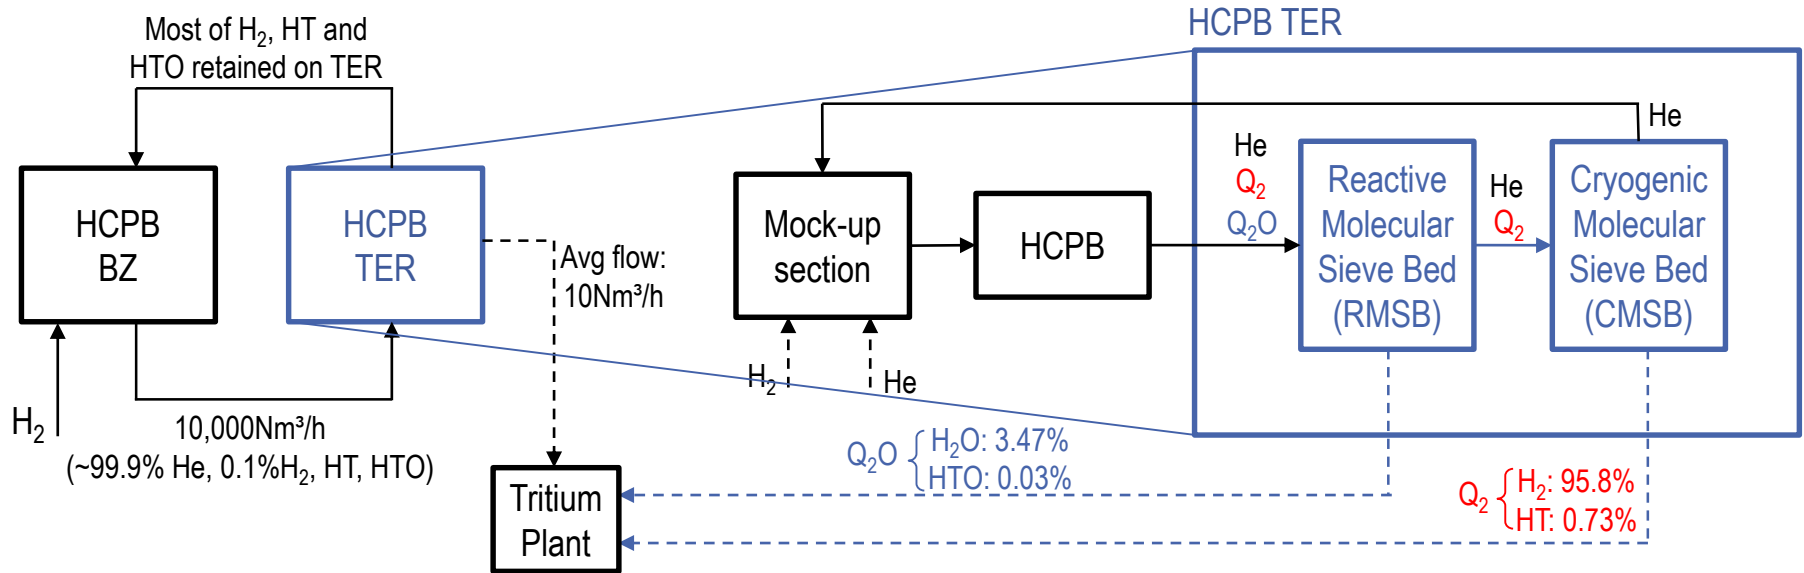 Most of H₂, HT and
HTO retained on TER
HCPB
BZ
HCPB
TER
H₂
10,000Nm³/h
(~99.9% He, 0.1%H₂, HT, HTO)
Avg flow:
10Nm³/h
Tritium
Plant
HCPB TER
Mock-up
section
H₂
He
HCPB
He
Q₂
Q₂O
Reactive
Molecular
Sieve Bed
(RMSB)
He
Q₂
Cryogenic
Molecular
Sieve Bed
(CMSB)
He
Q₂O { H₂O: 3.47%
HTO: 0.03%
Q₂ { H₂: 95.8%
HT: 0.73%